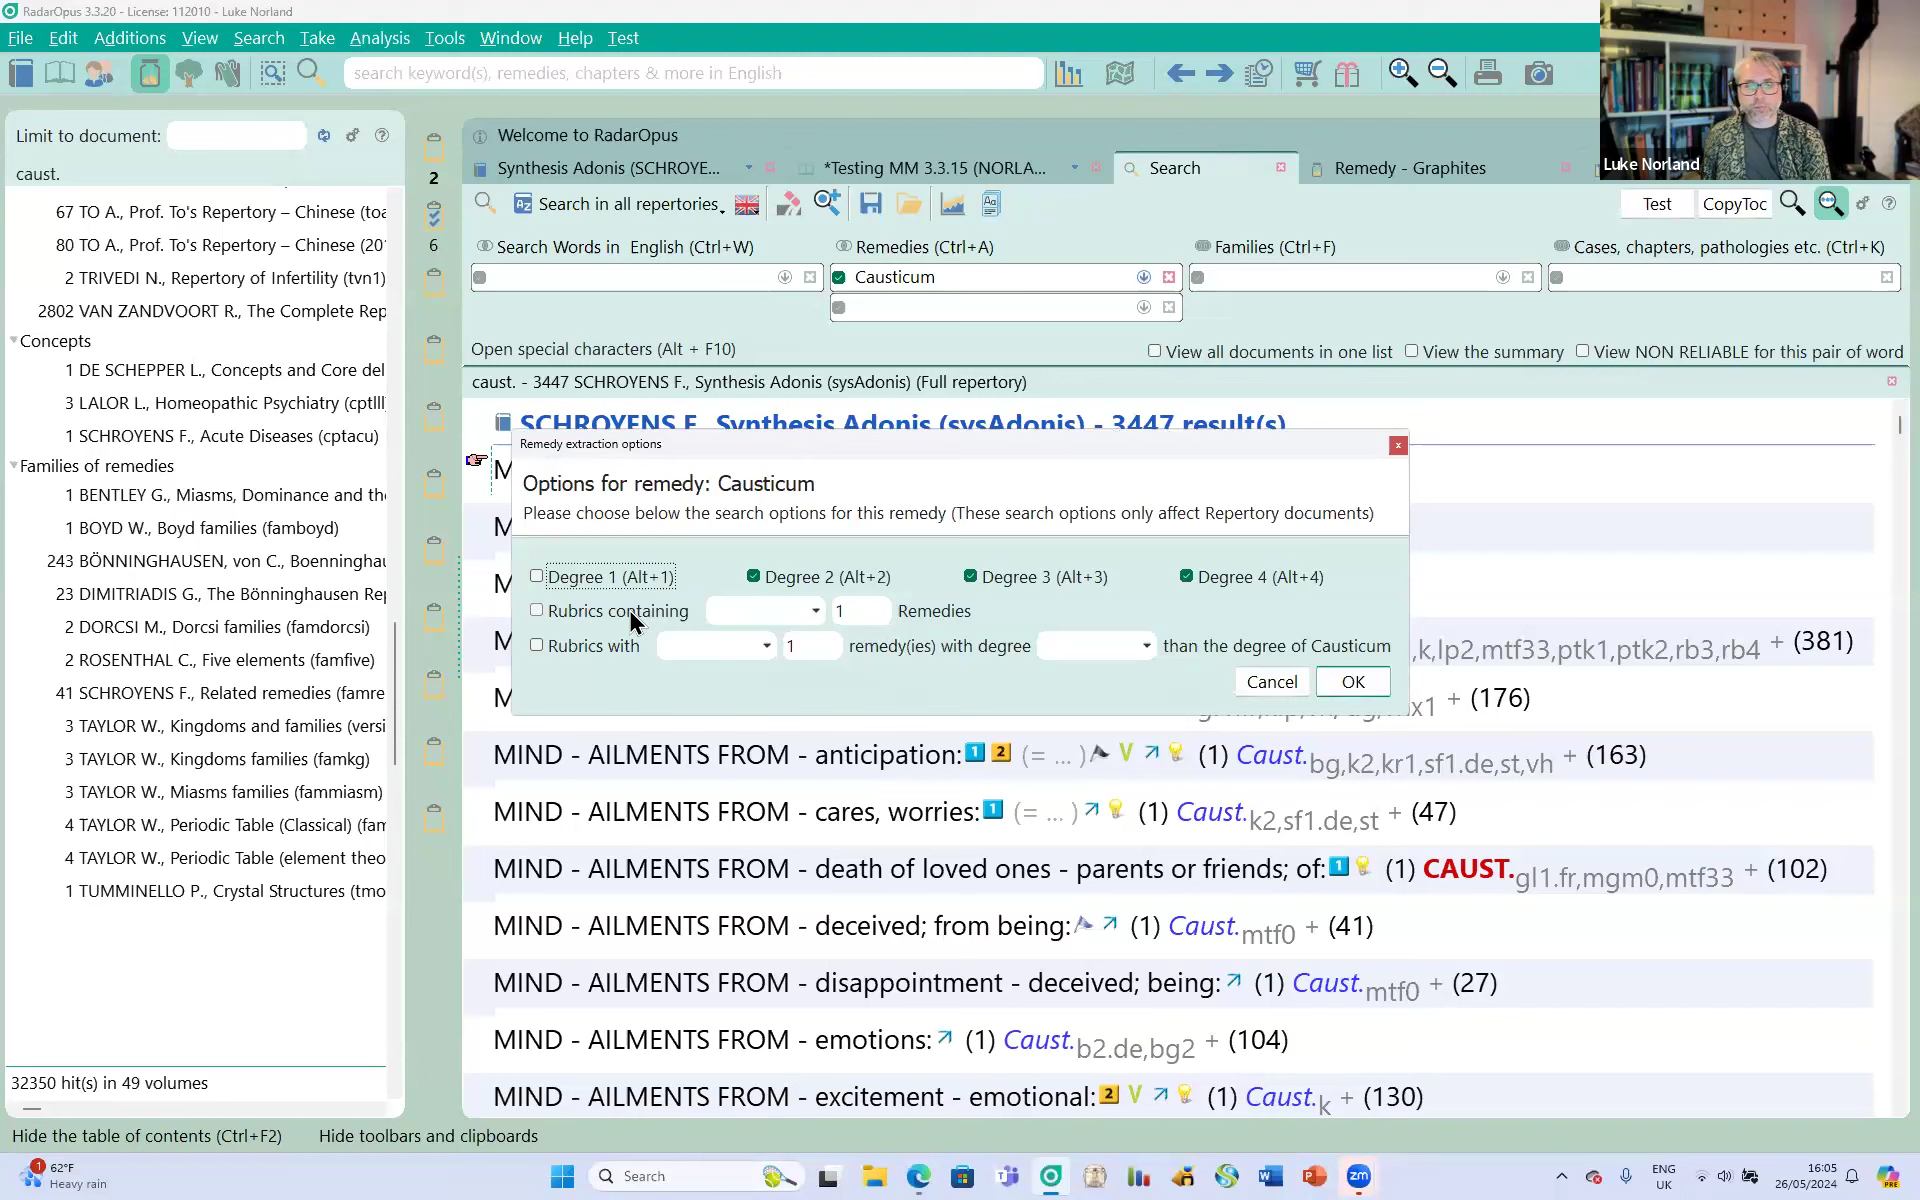 RadarOpus 3.3.20 - License: 112010 - Luke Norland
File Edit Additions View Search Take Analysis Tools Window Help Test
search keyword(s), remedies, chapters & more in English
Luke Norland
Limit to document:
caust.
67 TO A., Prof. To's Repertory – Chinese (toa
80 TO A., Prof. To's Repertory – Chinese (20
2 TRIVEDI N., Repertory of Infertility (tvn1)
2802 VAN ZANDVOORT R., The Complete Rep
Concepts
1 DE SCHEPPER L., Concepts and Core del
3 LALOR L., Homeopathic Psychiatry (cptlll
1 SCHROYENS F., Acute Diseases (cptacu)
Families of remedies
1 BENTLEY G., Miasms, Dominance and the
1 BOYD W., Boyd families (famboyd)
243 BÖNNINGHAUSEN, von C., Boenninghau
23 DIMITRIADIS G., The Bönninghausen Rep
2 DORCSI M., Dorcsi families (famdorcsi)
2 ROSENTHAL C., Five elements (famfive)
41 SCHROYENS F., Related remedies (famre
3 TAYLOR W., Kingdoms and families (versi
3 TAYLOR W., Kingdoms families (famkg)
3 TAYLOR W., Miasms families (fammiasm)
4 TAYLOR W., Periodic Table (Classical) (fam
4 TAYLOR W., Periodic Table (element theo
1 TUMMINELLO P., Crystal Structures (tmo
32350 hit(s) in 49 volumes
2
6
Welcome to RadarOpus
Synthesis Adonis (SCHROYE... *Testing MM 3.3.15 (NORLA... Search Remedy - Graphites
Search in all repertories. Test CopyToc
Search Words in English (Ctrl+W) Remedies (Ctrl+A) Families (Ctrl+F) Cases, chapters, pathologies etc. (Ctrl+K)
Causticum
Open special characters (Alt + F10) View all documents in one list View the summary View NON RELIABLE for this pair of word
caust. - 3447 SCHROYENS F., Synthesis Adonis (sysAdonis) (Full repertory)
SCHROYENS F., Synthesis Adonis (sysAdonis) - 3447 result(s)
Remedy extraction options
Options for remedy: Causticum
Please choose below the search options for this remedy (These search options only affect Repertory documents)
Degree 1 (Alt+1) Degree 2 (Alt+2) Degree 3 (Alt+3) Degree 4 (Alt+4)
Rubrics containing 1 Remedies
Rubrics with 1 remedy(ies) with degree than the degree of Causticum
Cancel OK
,k,lp2,mtf33,ptk1,ptk2,rb3,rb4 + (381)
+ (176)
MIND - AILMENTS FROM - anticipation: 1 2 (= ... ) V (1) Caust.bg,k2,kr1,sf1.de,st,vh + (163)
MIND - AILMENTS FROM - cares, worries: 1 (= ... ) (1) Caust.k2,sf1.de,st + (47)
MIND - AILMENTS FROM - death of loved ones - parents or friends; of: 1 (1) CAUST.gl1.fr,mgm0,mtf33 + (102)
MIND - AILMENTS FROM - deceived; from being: (1) Caust.mtf0 + (41)
MIND - AILMENTS FROM - disappointment - deceived; being: (1) Caust.mtf0 + (27)
MIND - AILMENTS FROM - emotions: (1) Caust.b2.de,bg2 + (104)
MIND - AILMENTS FROM - excitement - emotional: 2 V (1) Caust.k + (130)
Hide the table of contents (Ctrl+F2) Hide toolbars and clipboards
1 62°F
Heavy rain
Search
zm
ENG
UK
16:05
26/05/2024
PRE